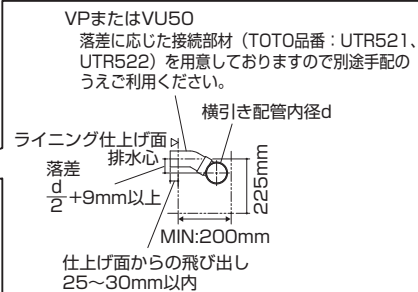 VPまたはVU50
落差に応じた接続部材（TOTO品番：UTR521、
UTR522）を用意しておりますので別途手配の
うえご利用ください。
横引き配管内径d
ライニング仕上げ面
排水心
落差
d/2+9mm以上
225mm
MIN:200mm
仕上げ面からの飛び出し
25〜30mm以内